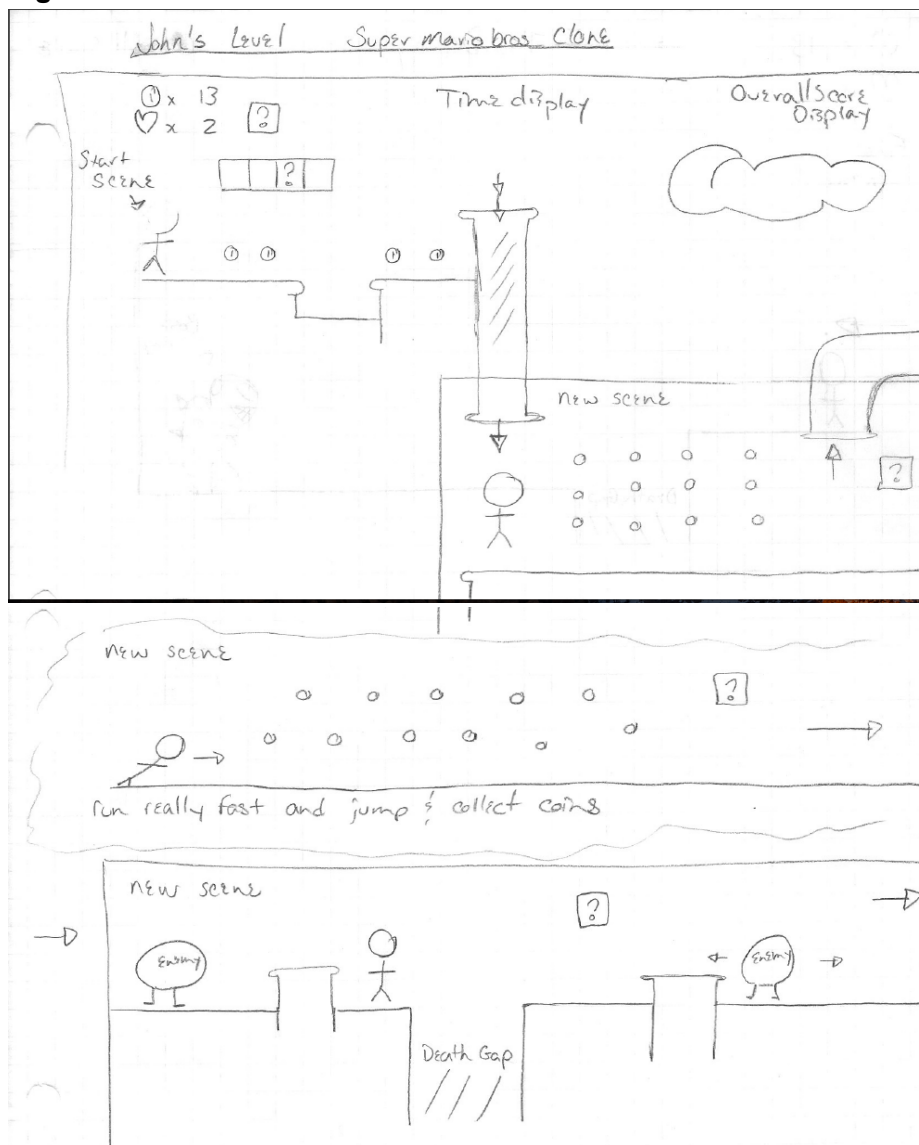 John's Level Super Mario bros. Clone
① x 13
♡ x 2 ?
Time display
Overall Score
Display
Start
Scene
?
new scene
?
new scene
?
run really fast and jump & collect coins
new scene
?
Enemy
Enemy
Death Gap